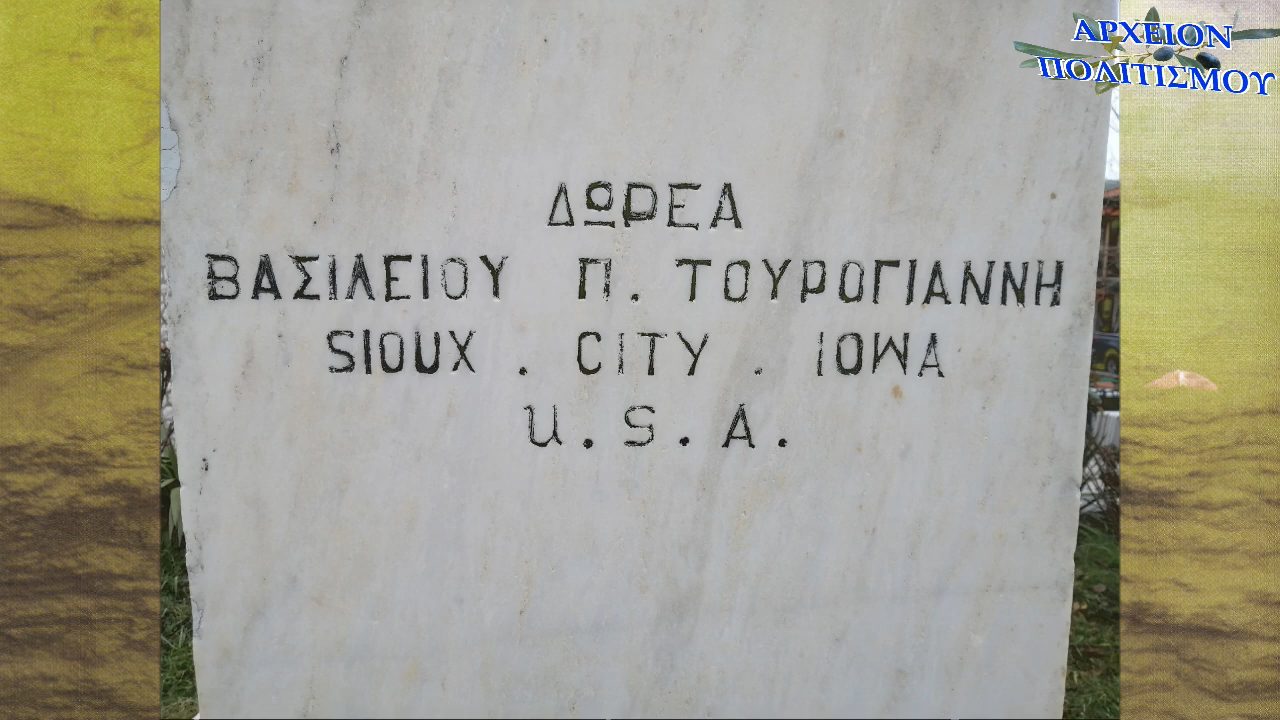 ΑΡΧΕΙΟΝ
ΠΟΛΙΤΙΣΜΟΥ
ΔΩΡΕΑ
ΒΑΣΙΛΕΙΟΥ Π. ΤΟΥΡΟΓΙΑΝΝΗ
SIOUX . CITY . IOWA
U.S.A.